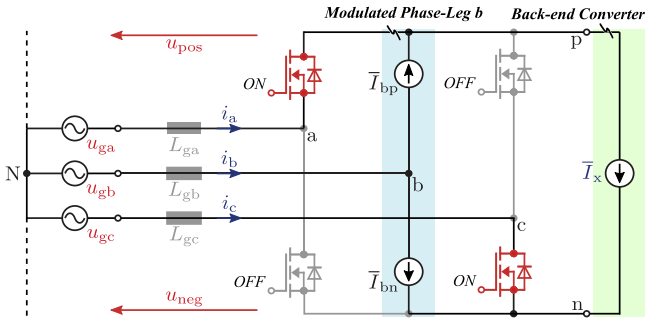 Modulated Phase-Leg b Back-end Converter
u_pos
p
ON
Ī_bp
OFF
i_a
a
u_ga
L_ga
i_b
N
b
Ī_x
u_gb
L_gb
i_c
c
u_gc
L_gc
OFF
Ī_bn
ON
u_neg
n